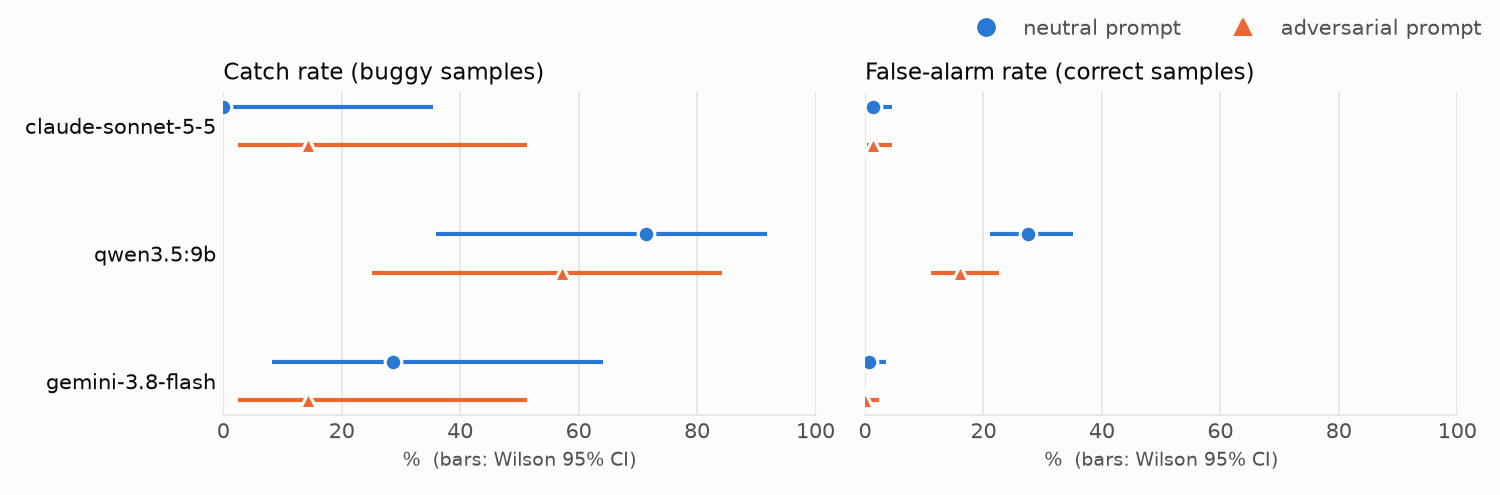 neutral prompt adversarial prompt
Catch rate (buggy samples)
False-alarm rate (correct samples)
claude-sonnet-5-5
qwen3.5:9b
gemini-3.8-flash
0 20 40 60 80 100
0 20 40 60 80 100
% (bars: Wilson 95% CI)
% (bars: Wilson 95% CI)